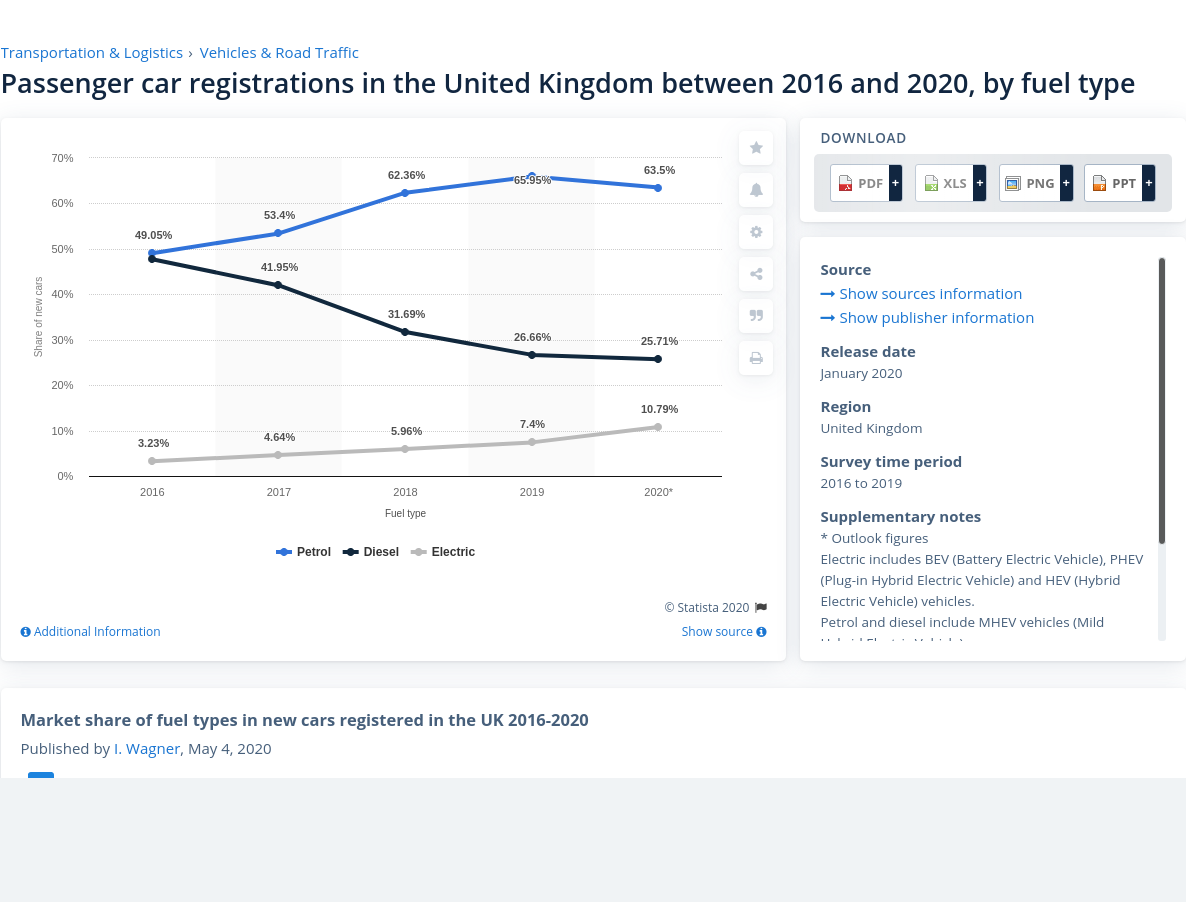 Transportation & Logistics › Vehicles & Road Traffic
Passenger car registrations in the United Kingdom between 2016 and 2020, by fuel type
70%
60%
50%
40%
30%
20%
10%
0%
Share of new cars
49.05%
53.4%
62.36%
65.95%
63.5%
41.95%
31.69%
26.66%
25.71%
3.23%
4.64%
5.96%
7.4%
10.79%
2016
2017
2018
2019
2020*
Fuel type
Petrol
Diesel
Electric
© Statista 2020
Additional Information
Show source
DOWNLOAD
PDF +
XLS +
PNG +
PPT +
Source
Show sources information
Show publisher information
Release date
January 2020
Region
United Kingdom
Survey time period
2016 to 2019
Supplementary notes
* Outlook figures
Electric includes BEV (Battery Electric Vehicle), PHEV
(Plug-in Hybrid Electric Vehicle) and HEV (Hybrid
Electric Vehicle) vehicles.
Petrol and diesel include MHEV vehicles (Mild
Market share of fuel types in new cars registered in the UK 2016-2020
Published by I. Wagner, May 4, 2020